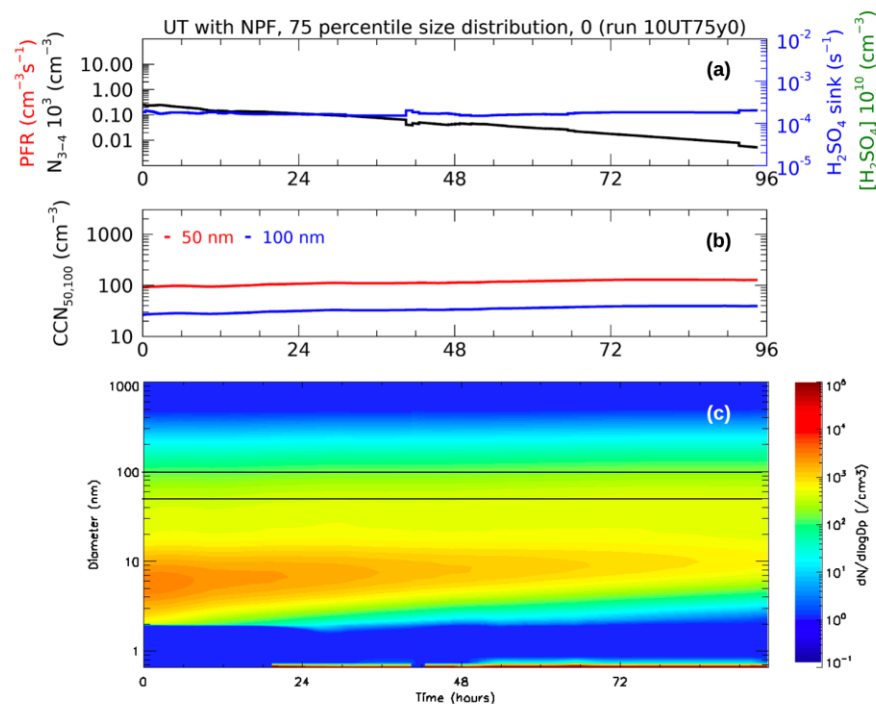 UT with NPF, 75 percentile size distribution, 0 (run 10UT75y0)
PFR (cm⁻³s⁻¹)
N₃₋₄ 10³ (cm⁻³)
10.00
1.00
0.10
0.01
(a)
10⁻²
10⁻³
10⁻⁴
10⁻⁵
H₂SO₄ sink (s⁻¹)
[H₂SO₄] 10¹⁰ (cm⁻³)
0 24 48 72 96
CCN₅₀,₁₀₀ (cm⁻³)
1000
100
10
- 50 nm - 100 nm
(b)
0 24 48 72 96
Diameter (nm)
1000
100
10
1
(c)
0 24 48 72
Time (hours)
10⁶
10⁵
10⁴
10³
10²
10¹
10⁰
10⁻¹
dN/dlogDp [/cm3]